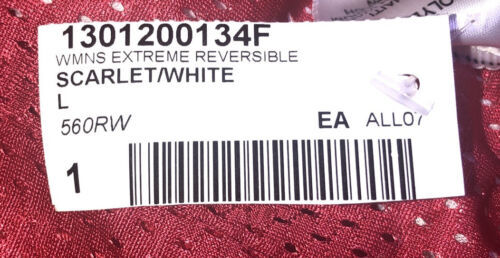 1301200134F
WMNS EXTREME REVERSIBLE
SCARLET/WHITE
L
560RW EA ALL07
1